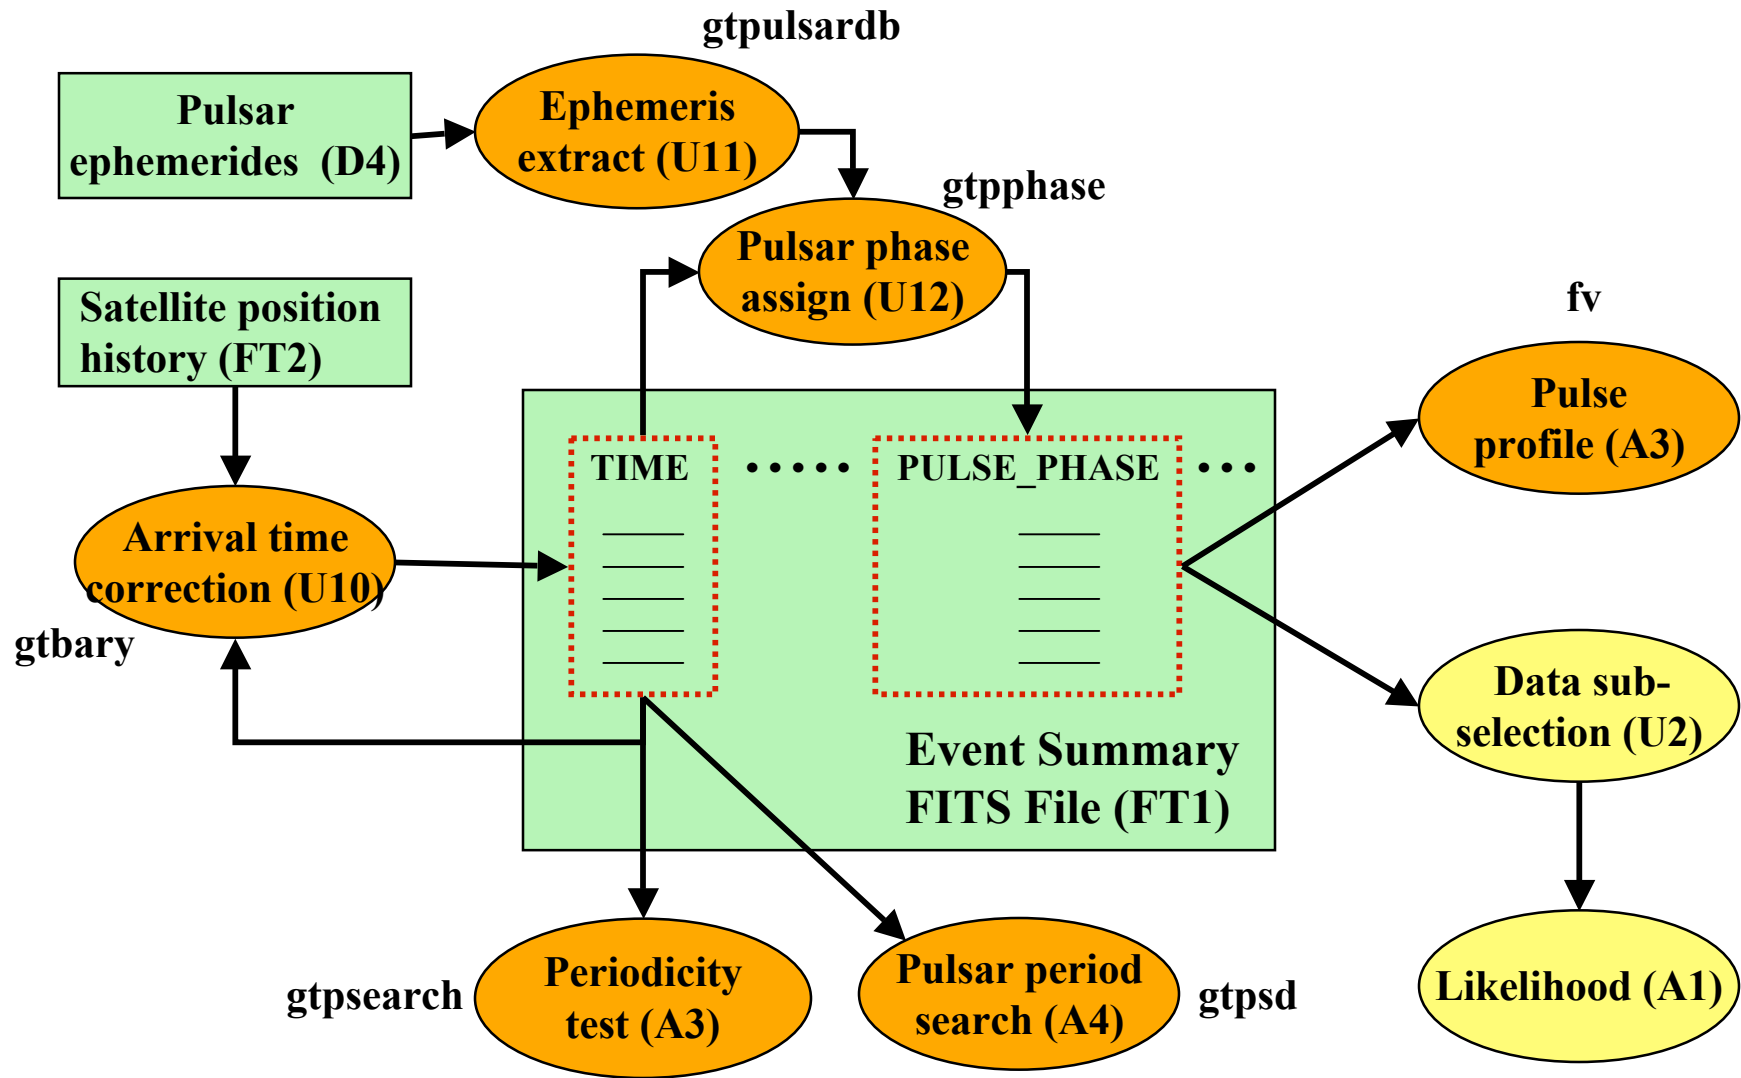 gtpulsardb
Pulsar
ephemerides (D4)
Ephemeris
extract (U11)
gtpphase
Pulsar phase
assign (U12)
Satellite position
history (FT2)
fv
Pulse
profile (A3)
TIME ..... PULSE_PHASE ...
Arrival time
correction (U10)
gtbary
Data sub-
selection (U2)
Event Summary
FITS File (FT1)
gtpsearch
Periodicity
test (A3)
Pulsar period
search (A4)
gtpsd
Likelihood (A1)